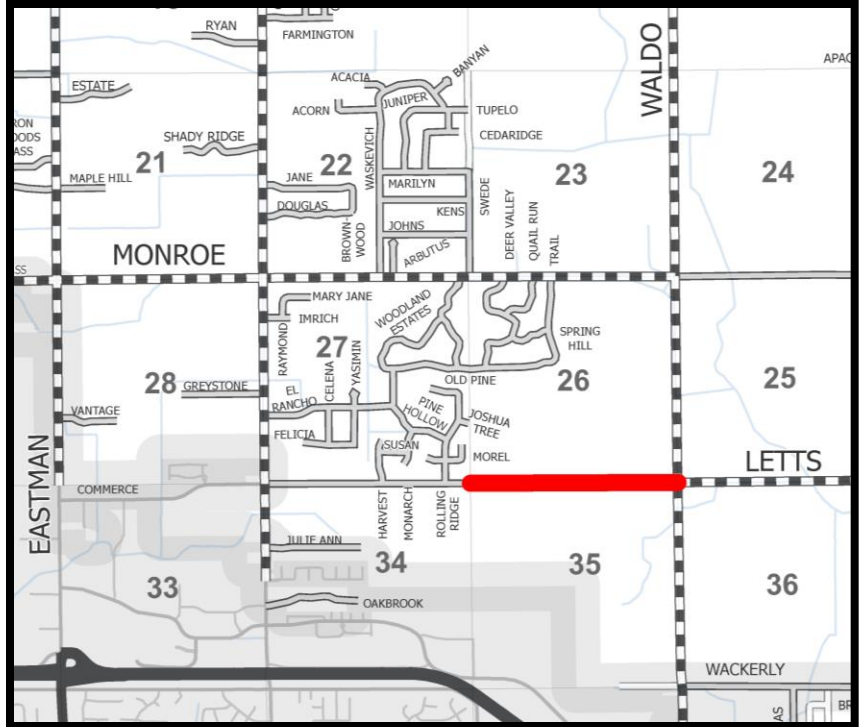 RYAN
FARMINGTON
WALDO
APAC
ESTATE
ACACIA
BANYAN
JUNIPER
ACORN
TUPELO
CEDARIDGE
RON
OODS
ASS
SHADY RIDGE
21
22
23
24
WASKEVICH
MAPLE HILL
JANE
MARILYN
DOUGLAS
KENS
SWEDE
BROWN-
WOOD
JOHNS
ARBUTUS
DEER VALLEY
QUAIL RUN
TRAIL
MONROE
SS
MARY JANE
IMRICH
RAYMOND
WOODLAND
ESTATES
SPRING
HILL
27
28
26
25
GREYSTONE
CELENA
YASIMIN
EL
RANCHO
OLD PINE
PINE
HOLLOW
JOSHUA
TREE
VANTAGE
FELICIA
SUSAN
MOREL
LETTS
EASTMAN
COMMERCE
HARVEST
MONARCH
ROLLING
RIDGE
JULIE ANN
34
35
33
36
OAKBROOK
WACKERLY
AS
BR